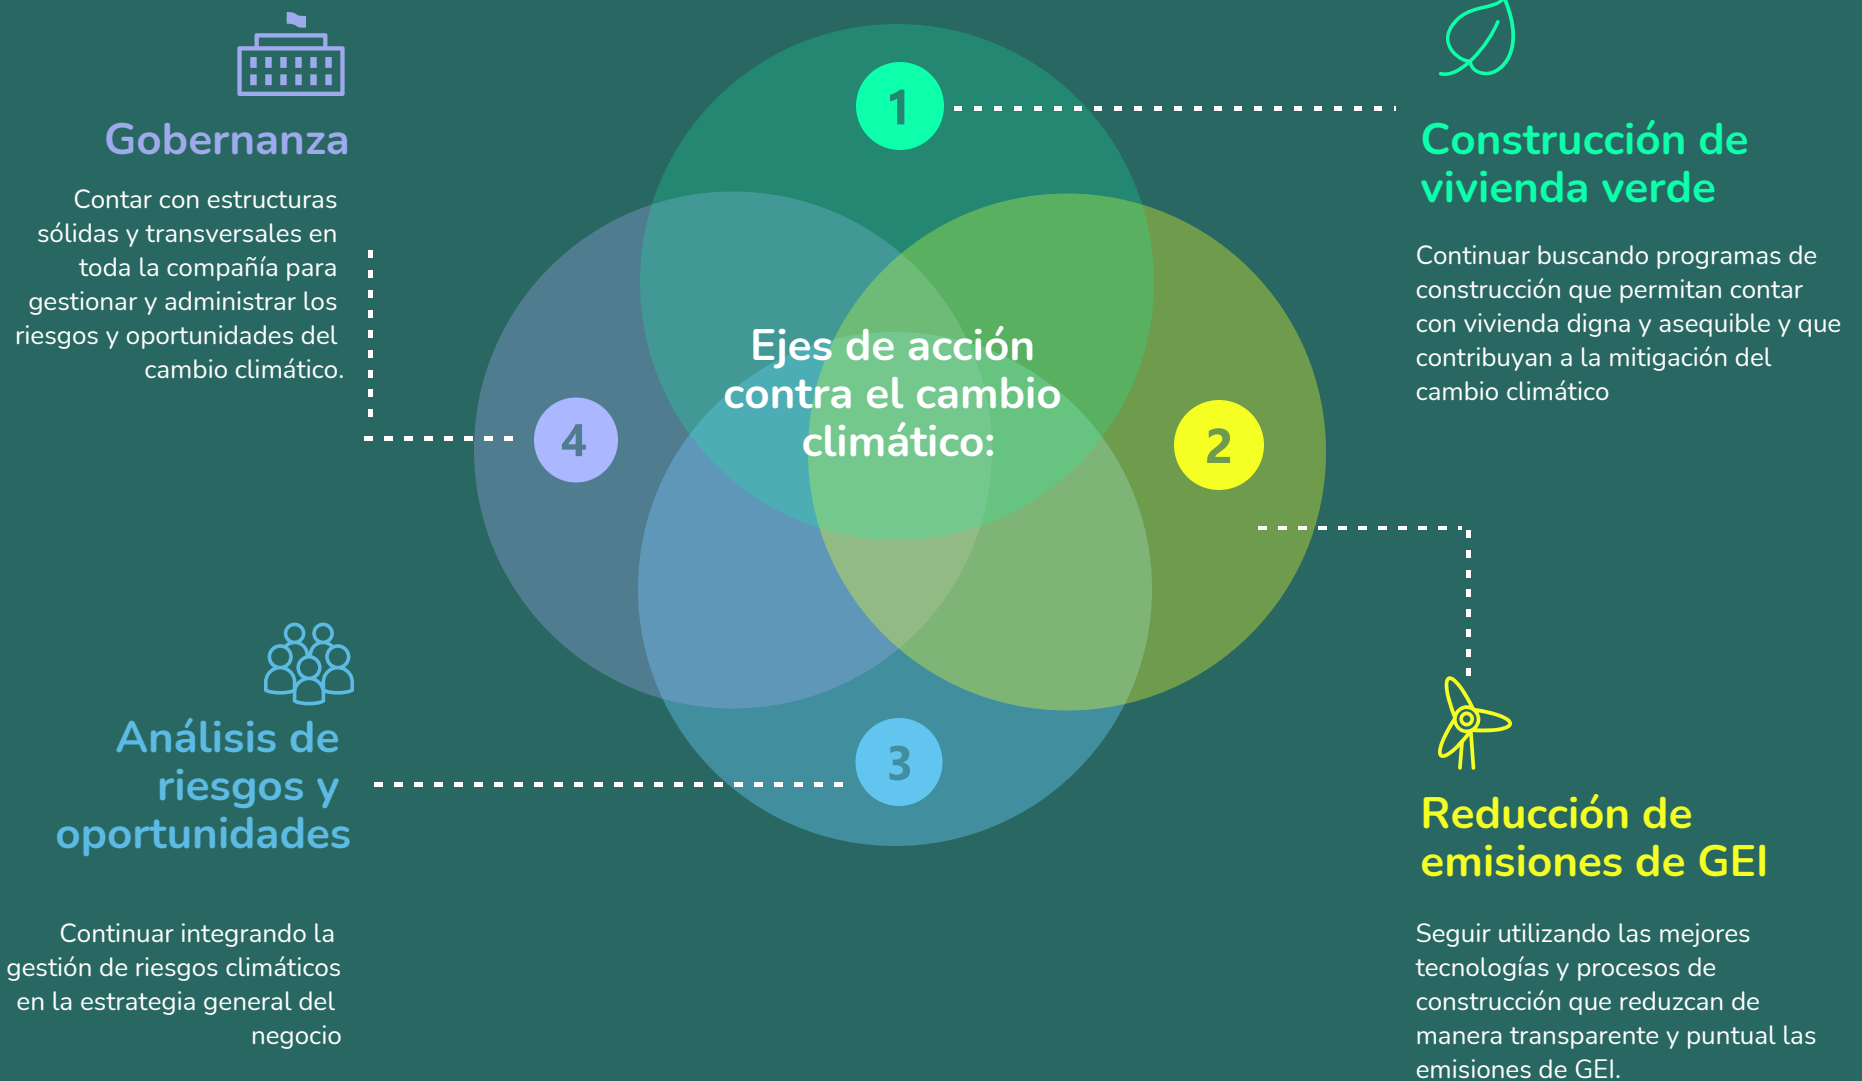 Ejes de acción
contra el cambio
climático:
1
Construcción de
vivienda verde
Continuar buscando programas de
construcción que permitan contar
con vivienda digna y asequible y que
contribuyan a la mitigación del
cambio climático
2
Reducción de
emisiones de GEI
Seguir utilizando las mejores
tecnologías y procesos de
construcción que reduzcan de
manera transparente y puntual las
emisiones de GEI.
3
Análisis de
riesgos y
oportunidades
Continuar integrando la
gestión de riesgos climáticos
en la estrategia general del
negocio
4
Gobernanza
Contar con estructuras
sólidas y transversales en
toda la compañía para
gestionar y administrar los
riesgos y oportunidades del
cambio climático.